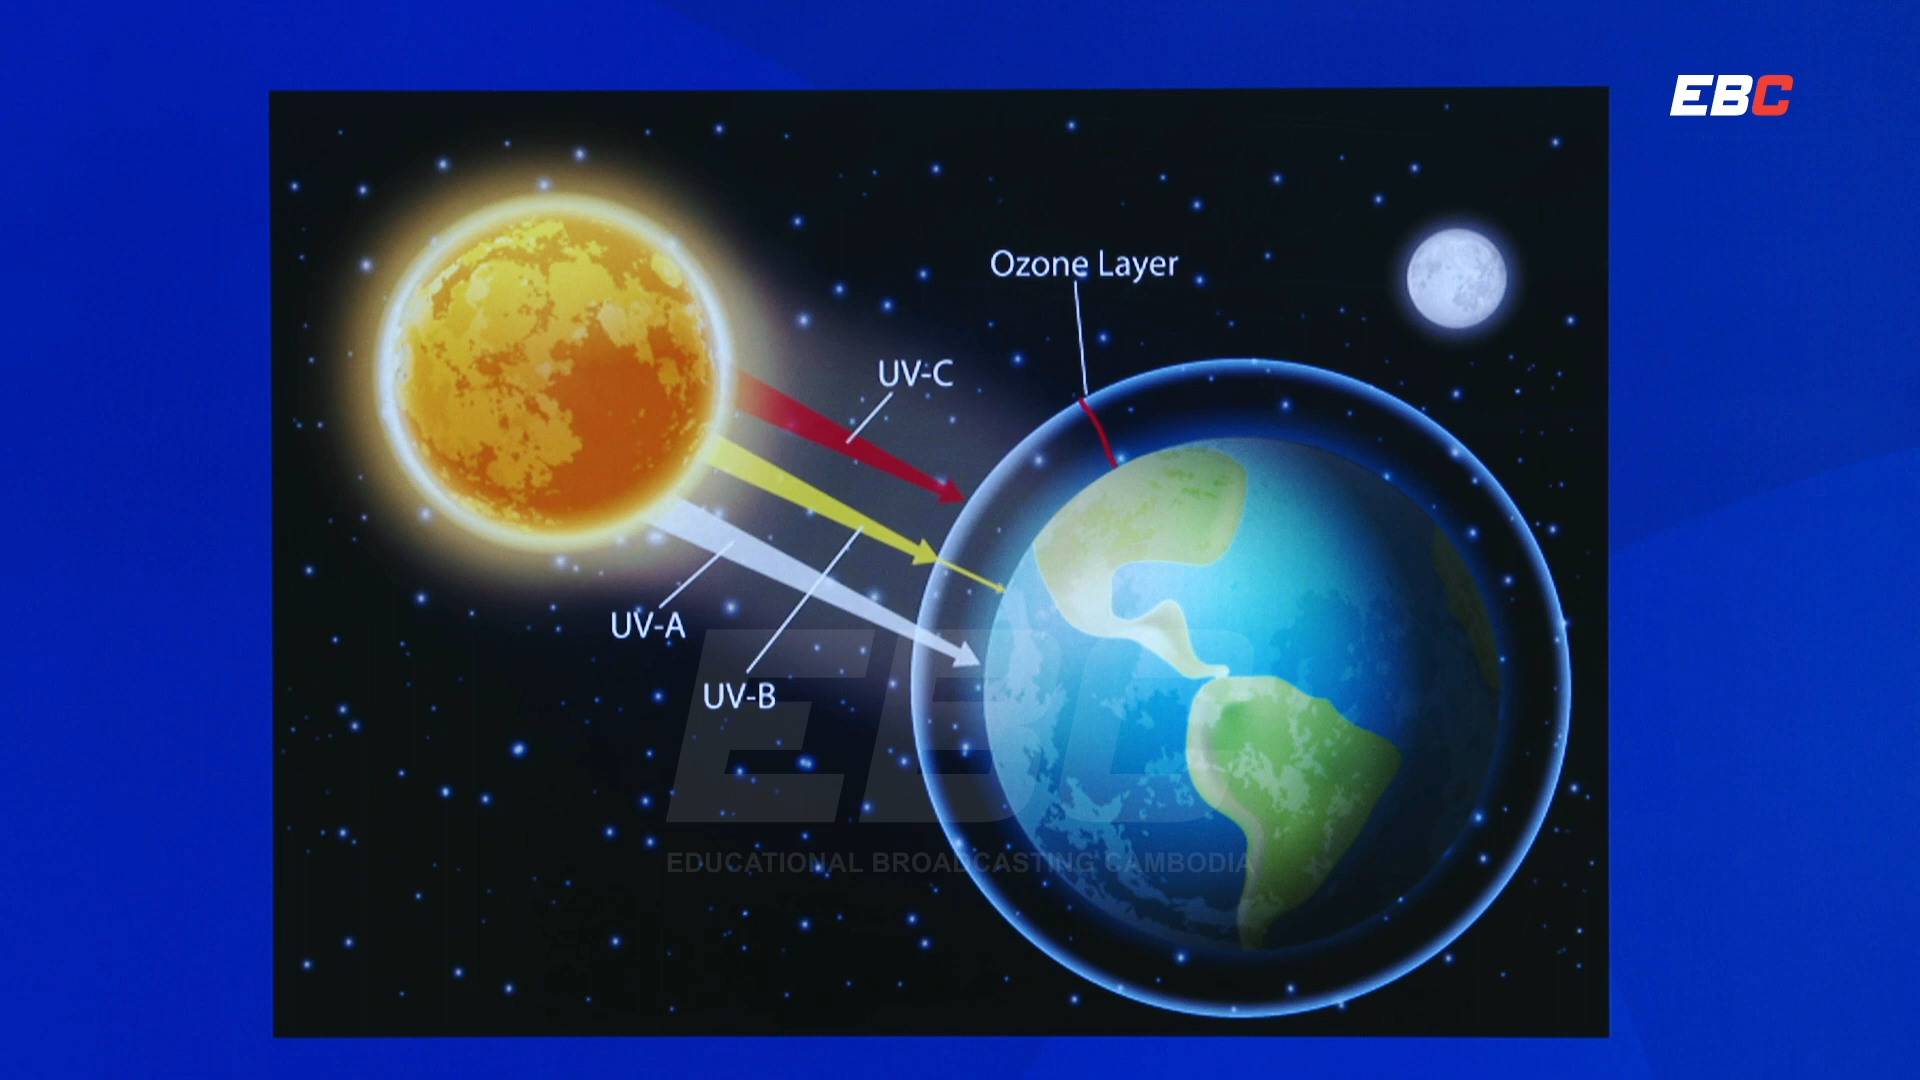 EBC
Ozone Layer
UV-C
UV-A
UV-B
EBC
EDUCATIONAL BROADCASTING CAMBODIA